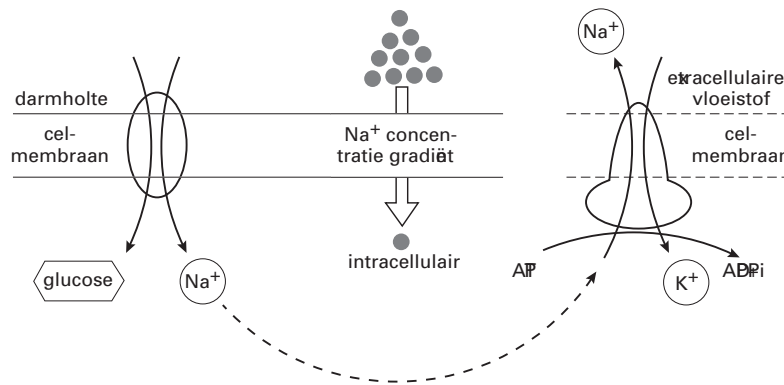 Na⁺
darmholte
cel-
membraan
Na⁺ concen-
tratie gradiënt
extracellulaire
vloeistof
cel-
membraan
intracellulair
glucose
Na⁺
ATP
K⁺
ADP+Pi